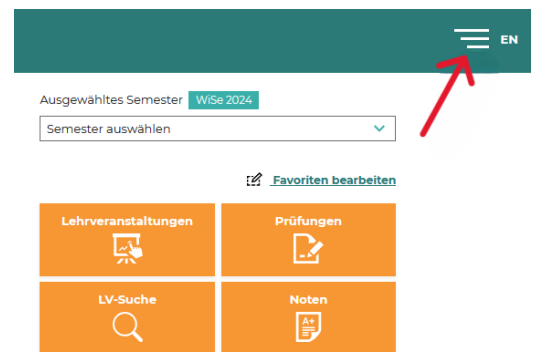 EN
Ausgewähltes Semester WiSe 2024
Semester auswählen
Favoriten bearbeiten
Lehrveranstaltungen
Prüfungen
LV-Suche
Noten
A+